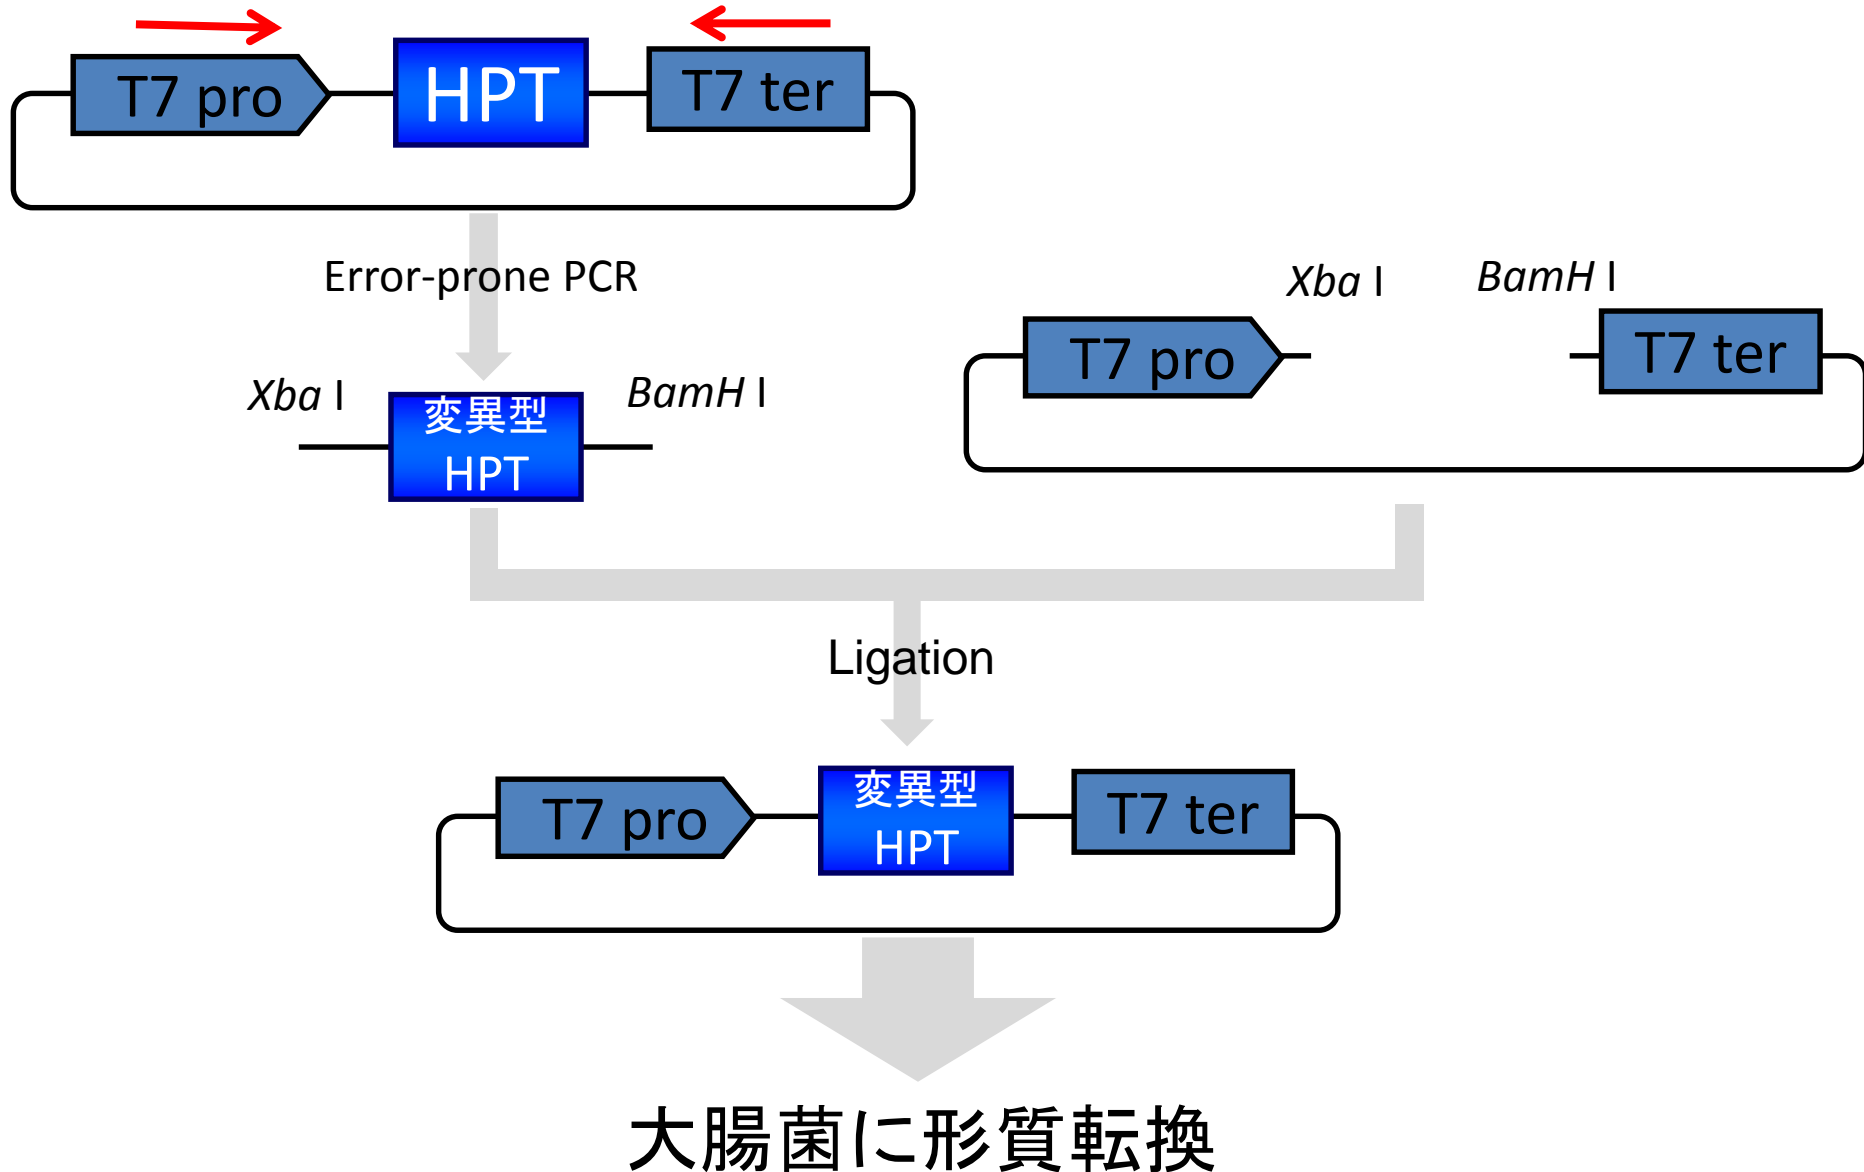 T7 pro
HPT
T7 ter
Error-prone PCR
Xba I
BamH I
T7 pro
T7 ter
Xba I
BamH I
変異型
HPT
Ligation
T7 pro
変異型
HPT
T7 ter
大腸菌に形質転換